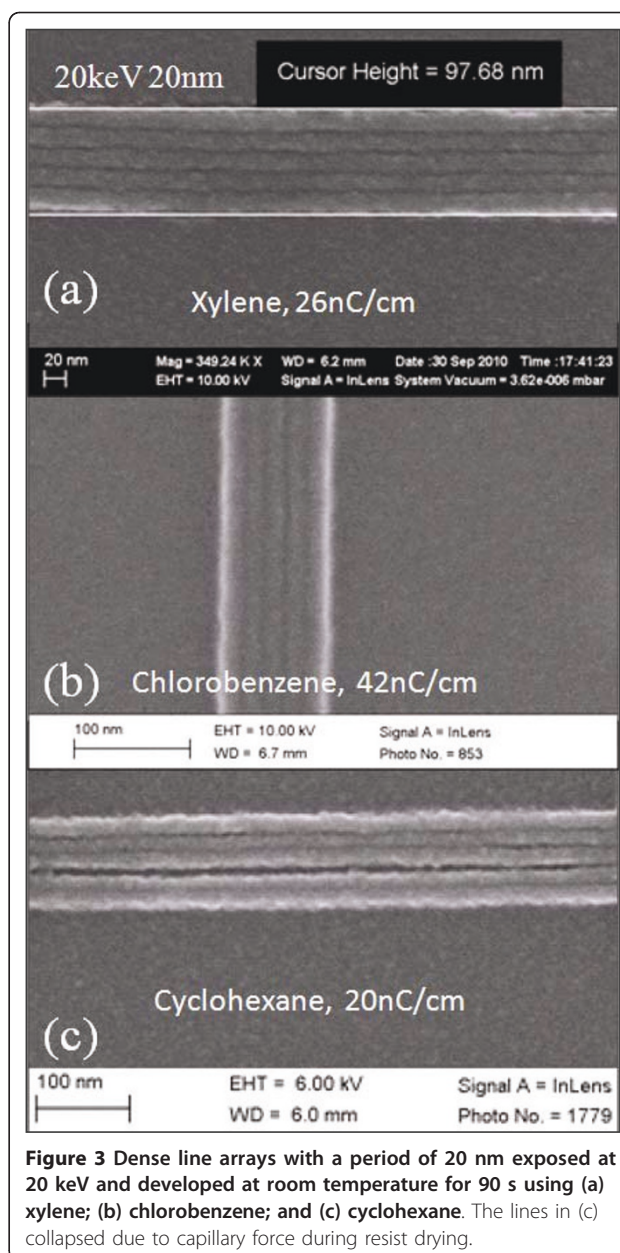 20keV 20nm
Cursor Height = 97.68 nm
(a)
Xylene, 26nC/cm
20 nm Mag = 349.24 K X WD = 6.2 mm Date :30 Sep 2010 Time :17:41:23
EHT = 10.00 kV Signal A = InLens System Vacuum = 3.62e-006 mbar
(b) Chlorobenzene, 42nC/cm
100 nm EHT = 10.00 kV Signal A = InLens
WD = 6.7 mm Photo No. = 853
Cyclohexane, 20nC/cm
(c)
100 nm EHT = 6.00 kV Signal A = InLens
WD = 6.0 mm Photo No. = 1779
Figure 3 Dense line arrays with a period of 20 nm exposed at
20 keV and developed at room temperature for 90 s using (a)
xylene; (b) chlorobenzene; and (c) cyclohexane. The lines in (c)
collapsed due to capillary force during resist drying.